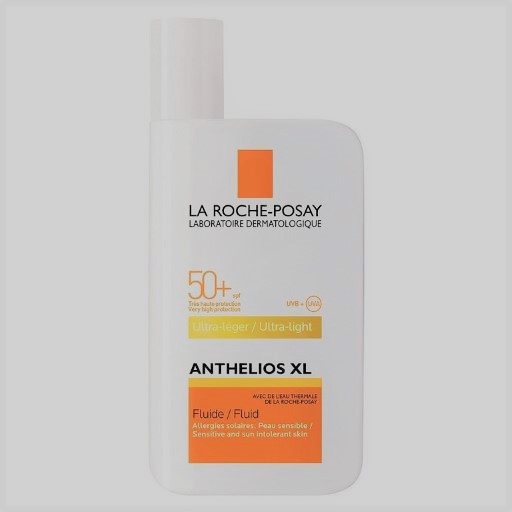 LA ROCHE-POSAY
LABORATOIRE DERMATOLOGIQUE
50+ spf
Très haute protection
Very high protection
UVB + UVA
Ultra-léger / Ultra-light
ANTHELIOS XL
AVEC DE L'EAU THERMALE
DE LA ROCHE-POSAY
Fluide / Fluid
Allergies solaires. Peau sensible /
Sensitive and sun intolerant skin